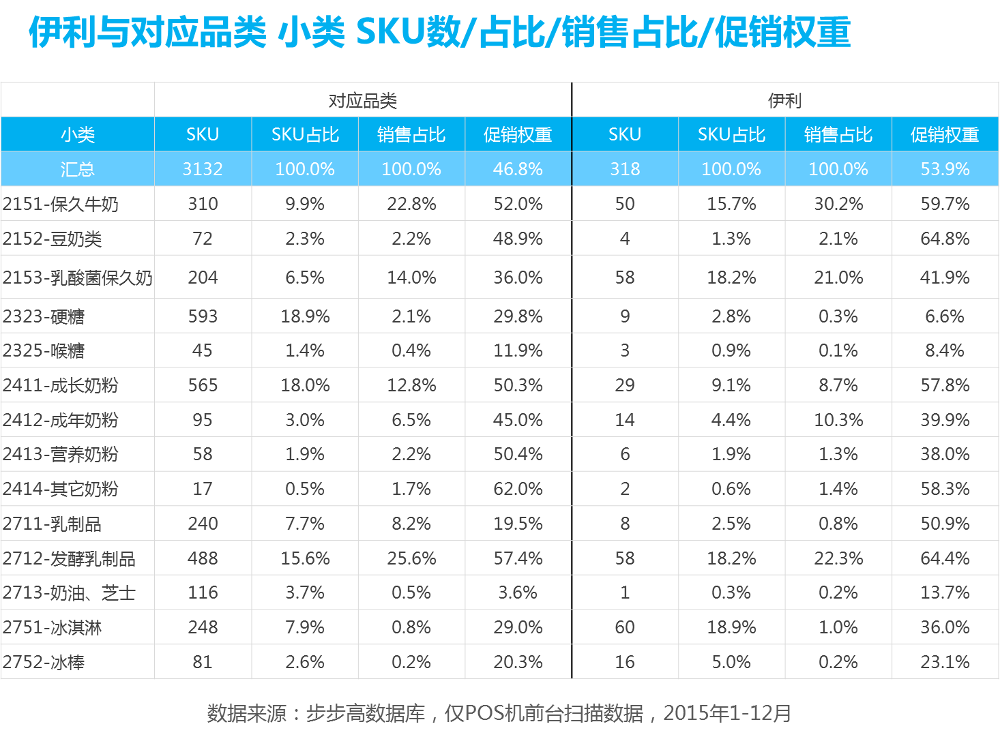 伊利与对应品类 小类 SKU数/占比/销售占比/促销权重
对应品类 伊利
小类 SKU SKU占比 销售占比 促销权重 SKU SKU占比 销售占比 促销权重
汇总 3132 100.0% 100.0% 46.8% 318 100.0% 100.0% 53.9%
2151-保久牛奶 310 9.9% 22.8% 52.0% 50 15.7% 30.2% 59.7%
2152-豆奶类 72 2.3% 2.2% 48.9% 4 1.3% 2.1% 64.8%
2153-乳酸菌保久奶 204 6.5% 14.0% 36.0% 58 18.2% 21.0% 41.9%
2323-硬糖 593 18.9% 2.1% 29.8% 9 2.8% 0.3% 6.6%
2325-喉糖 45 1.4% 0.4% 11.9% 3 0.9% 0.1% 8.4%
2411-成长奶粉 565 18.0% 12.8% 50.3% 29 9.1% 8.7% 57.8%
2412-成年奶粉 95 3.0% 6.5% 45.0% 14 4.4% 10.3% 39.9%
2413-营养奶粉 58 1.9% 2.2% 50.4% 6 1.9% 1.3% 38.0%
2414-其它奶粉 17 0.5% 1.7% 62.0% 2 0.6% 1.4% 58.3%
2711-乳制品 240 7.7% 8.2% 19.5% 8 2.5% 0.8% 50.9%
2712-发酵乳制品 488 15.6% 25.6% 57.4% 58 18.2% 22.3% 64.4%
2713-奶油、芝士 116 3.7% 0.5% 3.6% 1 0.3% 0.2% 13.7%
2751-冰淇淋 248 7.9% 0.8% 29.0% 60 18.9% 1.0% 36.0%
2752-冰棒 81 2.6% 0.2% 20.3% 16 5.0% 0.2% 23.1%
数据来源：步步高数据库，仅POS机前台扫描数据，2015年1-12月